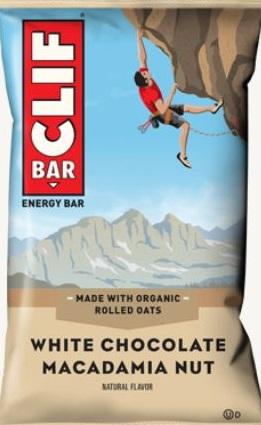 CLIF
BAR
ENERGY BAR
MADE WITH ORGANIC
ROLLED OATS
WHITE CHOCOLATE
MACADAMIA NUT
NATURAL FLAVOR
U D